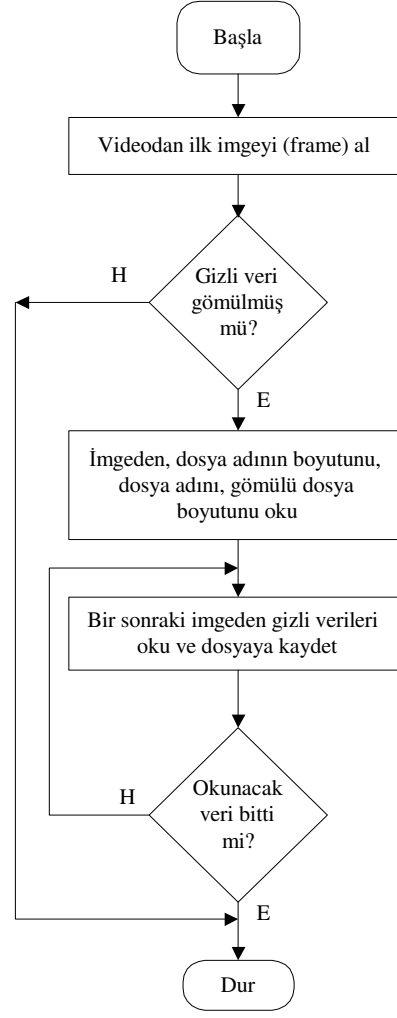 Başla
Videodan ilk imgeyi (frame) al
H
Gizli veri
gömülmüş
mü?
E
İmgeden, dosya adının boyutunu,
dosya adını, gömülü dosya
boyutunu oku
Bir sonraki imgeden gizli verileri
oku ve dosyaya kaydet
H
Okunacak
veri bitti
mi?
E
Dur